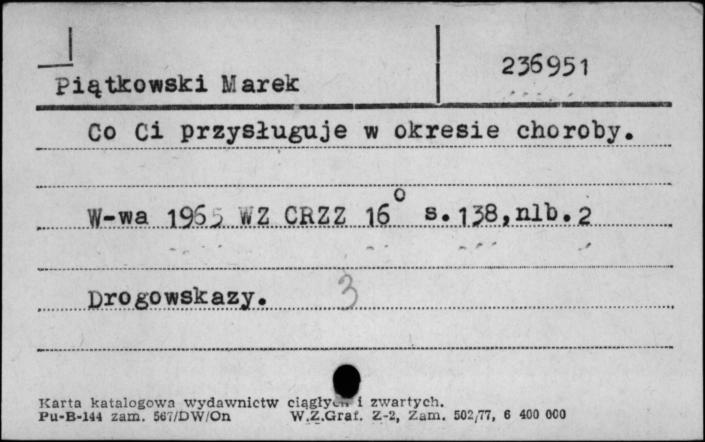 Piątkowski Marek
236951
Co Ci przysługuje w okresie choroby.
W-wa 1965 WZ CRZZ 16° s.138,nlb.2
Drogowskazy.
3
Karta katalogowa wydawnictw ciągłych i zwartych.
Pu-B-144 zam. 567/DW/On W.Z.Graf. Z-2, Zam. 502/77, 6 400 000